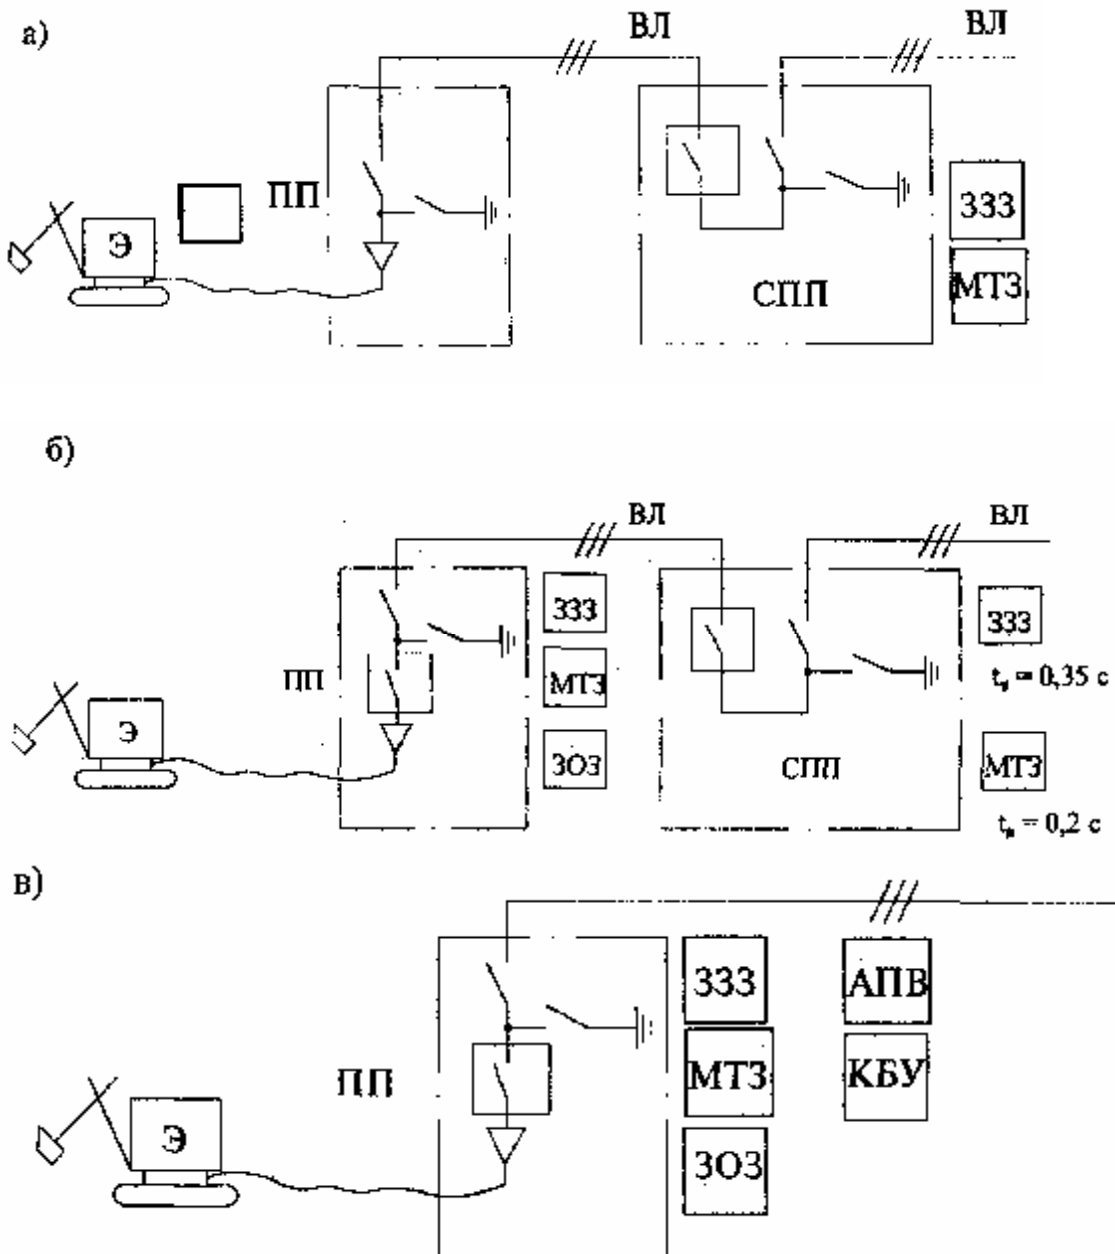 а)
ВЛ
ВЛ
ПП
Э
ЗЗЗ
МТЗ
СПП
б)
ВЛ
ВЛ
ЗЗЗ
ЗЗЗ
ПП
МТЗ
t = 0,35 с
Э
ЗОЗ
СПП
МТЗ
t = 0,2 с
в)
ЗЗЗ
АПВ
ПП
МТЗ
КБУ
Э
ЗОЗ